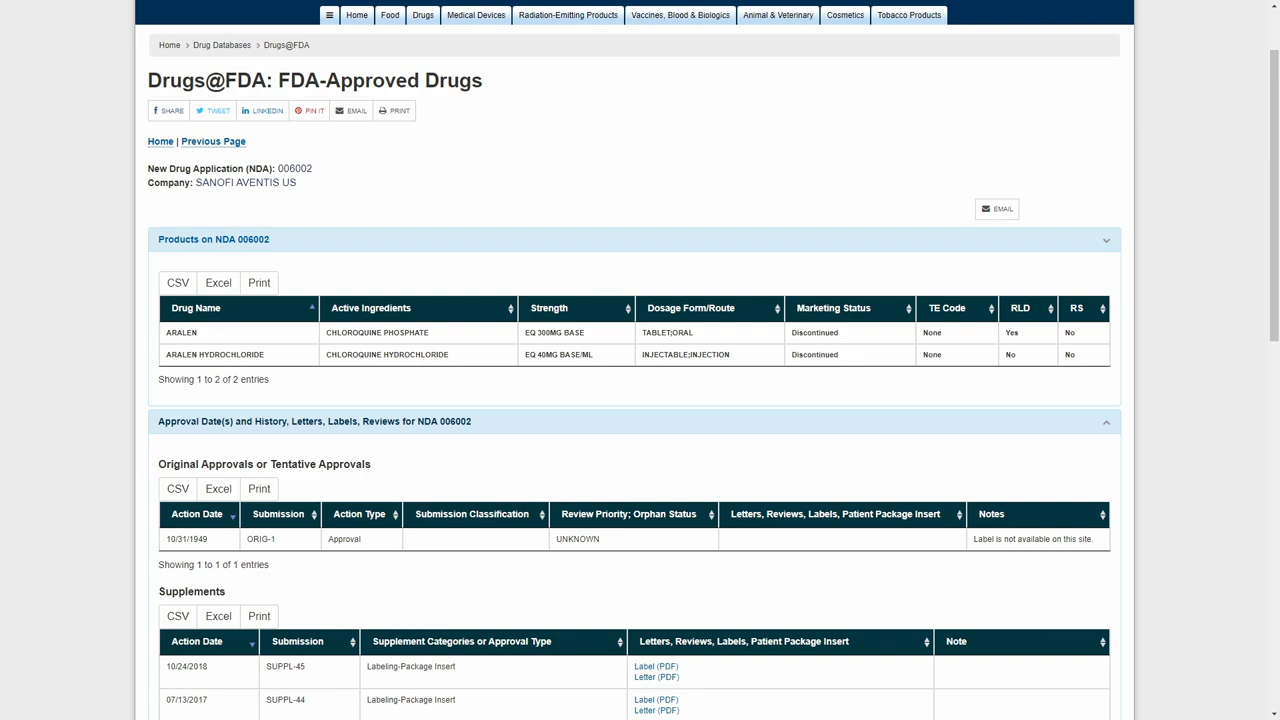 ☰ Home Food Drugs Medical Devices Radiation-Emitting Products Vaccines, Blood & Biologics Animal & Veterinary Cosmetics Tobacco Products
Home > Drug Databases > Drugs@FDA
Drugs@FDA: FDA-Approved Drugs
SHARE TWEET LINKEDIN PIN IT EMAIL PRINT
Home | Previous Page
New Drug Application (NDA): 006002
Company: SANOFI AVENTIS US
EMAIL
Products on NDA 006002
CSV Excel Print
Drug Name Active Ingredients Strength Dosage Form/Route Marketing Status TE Code RLD RS
ARALEN CHLOROQUINE PHOSPHATE EQ 300MG BASE TABLET;ORAL Discontinued None Yes No
ARALEN HYDROCHLORIDE CHLOROQUINE HYDROCHLORIDE EQ 40MG BASE/ML INJECTABLE;INJECTION Discontinued None No No
Showing 1 to 2 of 2 entries
Approval Date(s) and History, Letters, Labels, Reviews for NDA 006002
Original Approvals or Tentative Approvals
CSV Excel Print
Action Date Submission Action Type Submission Classification Review Priority; Orphan Status Letters, Reviews, Labels, Patient Package Insert Notes
10/31/1949 ORIG-1 Approval UNKNOWN Label is not available on this site.
Showing 1 to 1 of 1 entries
Supplements
CSV Excel Print
Action Date Submission Supplement Categories or Approval Type Letters, Reviews, Labels, Patient Package Insert Note
10/24/2018 SUPPL-45 Labeling-Package Insert Label (PDF)
Letter (PDF)
07/13/2017 SUPPL-44 Labeling-Package Insert Label (PDF)
Letter (PDF)